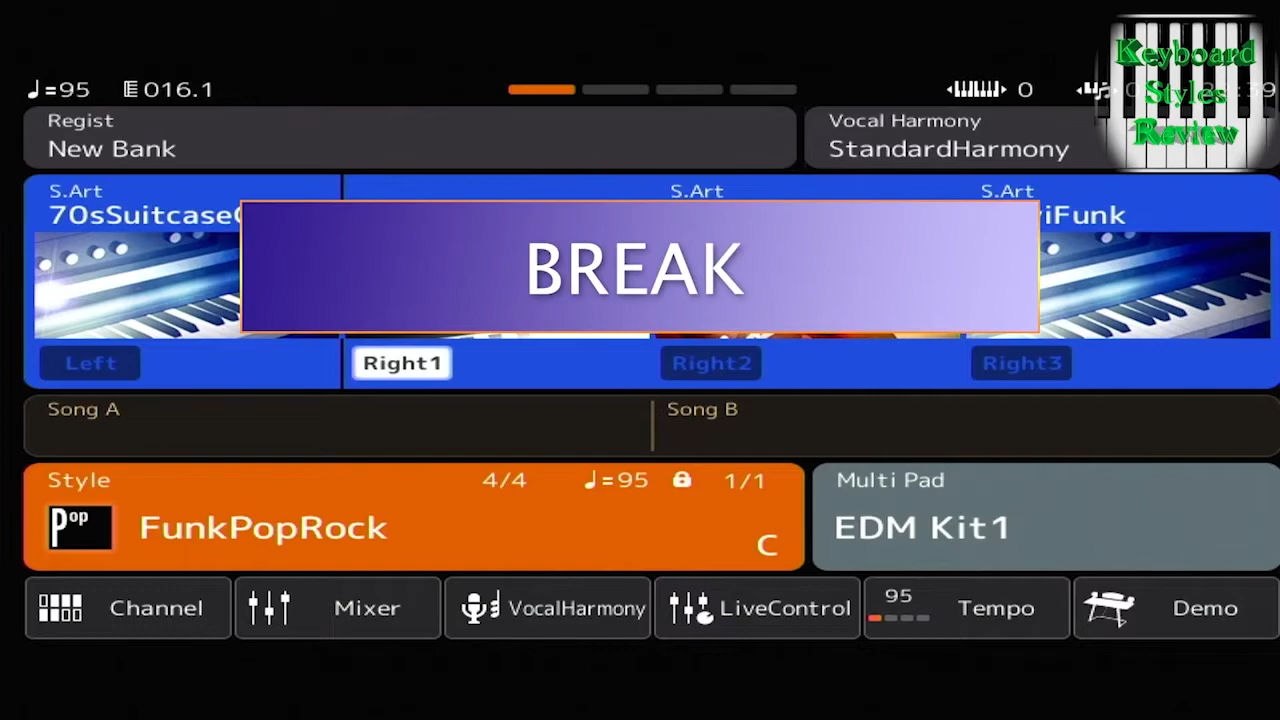 ♩=95 016.1 0
Keyboard
Styles
Review
Regist
New Bank
Vocal Harmony
StandardHarmony
S.Art
70sSuitcase
S.Art
S.Art
iFunk
BREAK
Left
Right1
Right2
Right3
Song A
Song B
Style 4/4 ♩=95 1/1
Pop
FunkPopRock
C
Multi Pad
EDM Kit1
Channel
Mixer
VocalHarmony
LiveControl
95
Tempo
Demo